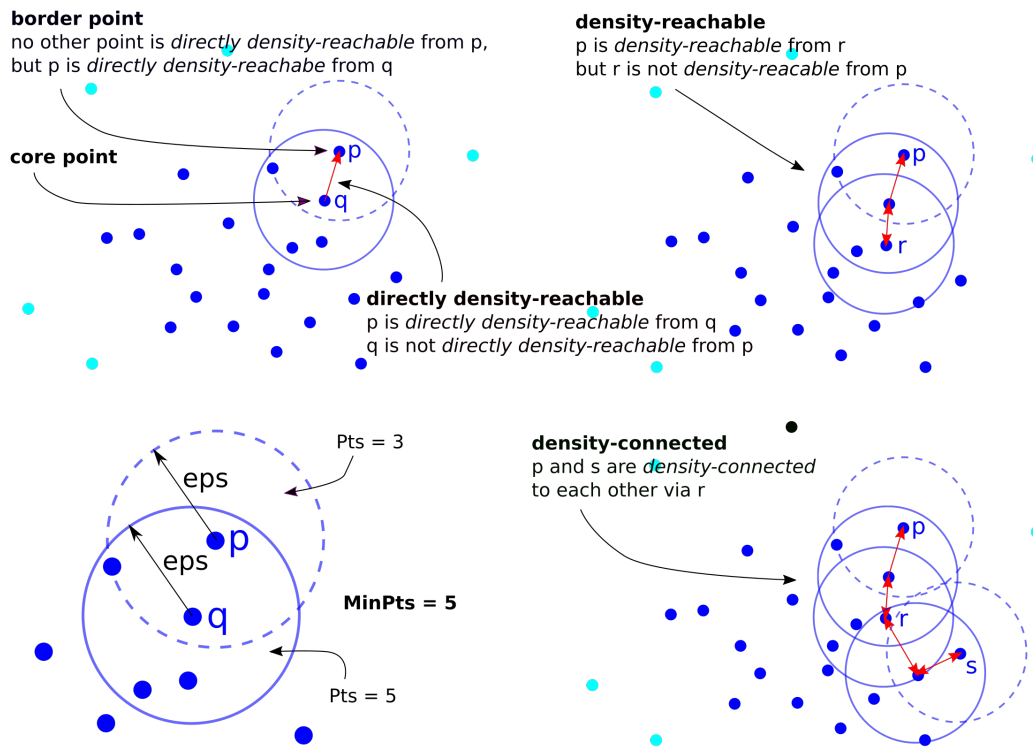 border point
no other point is directly density-reachable from p,
but p is directly density-reachabe from q
core point
p
q
directly density-reachable
p is directly density-reachable from q
q is not directly density-reachable from p
density-reachable
p is density-reachable from r
but r is not density-reacable from p
p
r
Pts = 3
eps
p
eps
q
MinPts = 5
Pts = 5
density-connected
p and s are density-connected
to each other via r
p
r
s